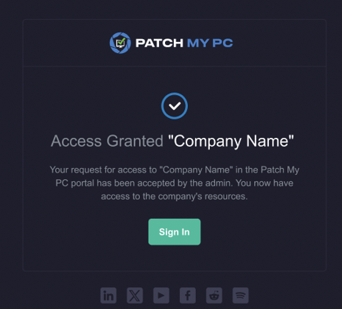 PATCH MY PC
Access Granted "Company Name"
Your request for access to "Company Name" in the Patch My
PC portal has been accepted by the admin. You now have
access to the company's resources.
Sign In